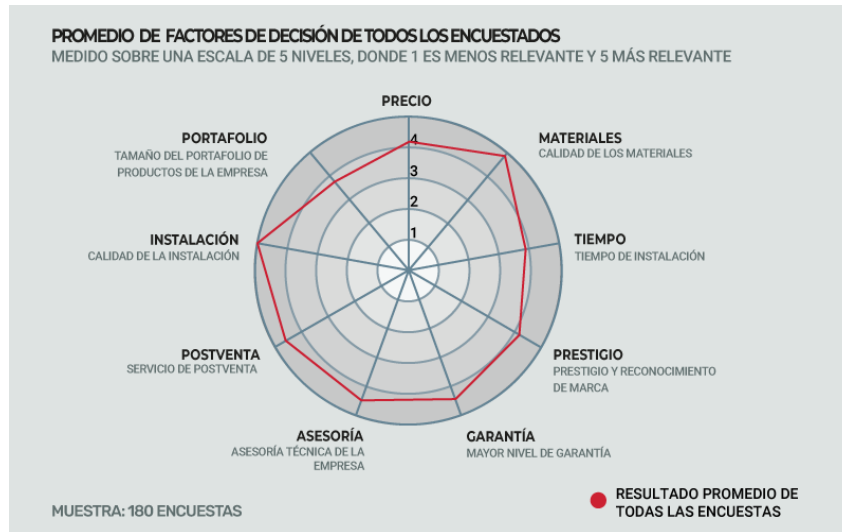 PROMEDIO DE FACTORES DE DECISIÓN DE TODOS LOS ENCUESTADOS
MEDIDO SOBRE UNA ESCALA DE 5 NIVELES, DONDE 1 ES MENOS RELEVANTE Y 5 MÁS RELEVANTE
PRECIO
PORTAFOLIO
TAMAÑO DEL PORTAFOLIO DE
PRODUCTOS DE LA EMPRESA
MATERIALES
CALIDAD DE LOS MATERIALES
4
3
2
1
INSTALACIÓN
CALIDAD DE LA INSTALACIÓN
TIEMPO
TIEMPO DE INSTALACIÓN
POSTVENTA
SERVICIO DE POSTVENTA
PRESTIGIO
PRESTIGIO Y RECONOCIMIENTO
DE MARCA
ASESORÍA
ASESORÍA TÉCNICA DE LA
EMPRESA
GARANTÍA
MAYOR NIVEL DE GARANTÍA
MUESTRA: 180 ENCUESTAS
RESULTADO PROMEDIO DE
TODAS LAS ENCUESTAS